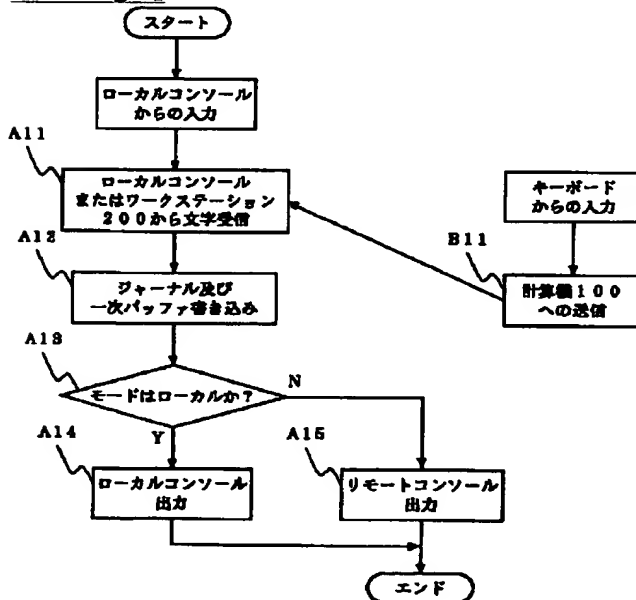 スタート
ローカルコンソール
からの入力
A11
ローカルコンソール
またはワークステーション
200から文字受信
キーボード
からの入力
B11
計算機100
への送信
A12
ジャーナル及び
一次バッファ書き込み
A13
モードはローカルか?
N
Y
A14
ローカルコンソール
出力
A15
リモートコンソール
出力
エンド